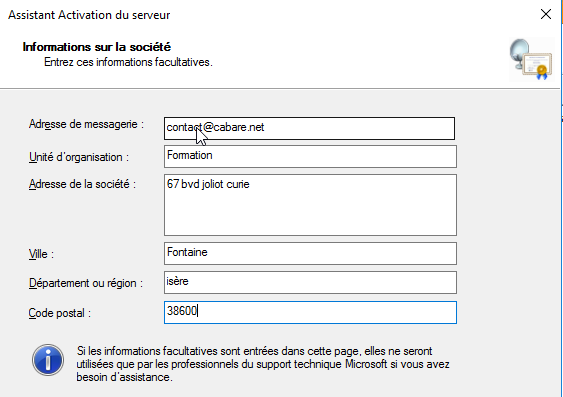 Assistant Activation du serveur
Informations sur la société
Entrez ces informations facultatives.
Adresse de messagerie : contact@cabare.net
Unité d'organisation : Formation
Adresse de la société : 67 bvd joliot curie
Ville : Fontaine
Département ou région : isère
Code postal : 38600
Si les informations facultatives sont entrées dans cette page, elles ne seront
utilisées que par les professionnels du support technique Microsoft si vous avez
besoin d'assistance.